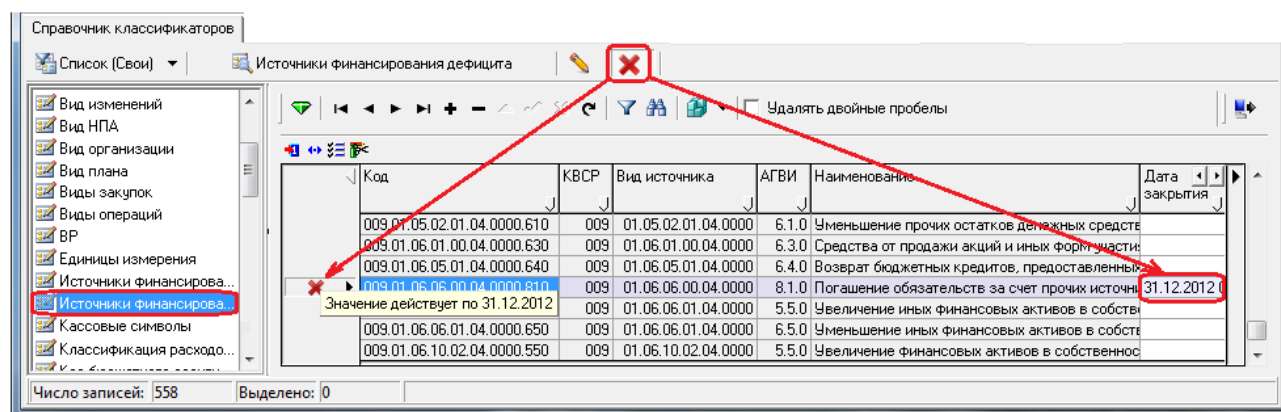 Справочник классификаторов
Список (Свои) Источники финансирования дефицита
Вид изменений
Вид НПА
Вид организации
Вид плана
Виды закупок
Виды операций
ВР
Единицы измерения
Источники финансирова...
Источники финансирова...
Кассовые символы
Классификация расходо...
Удалять двойные пробелы
Код КВСР Вид источника АГВИ Наименование Дата закрытия
009.01.05.02.01.04.0000.610 009 01.05.02.01.04.0000 6.1.0 Уменьшение прочих остатков денежных средств
009.01.06.01.00.04.0000.630 009 01.06.01.00.04.0000 6.3.0 Средства от продажи акций и иных форм участи
009.01.06.05.01.04.0000.640 009 01.06.05.01.04.0000 6.4.0 Возврат бюджетных кредитов, предоставленных
009.01.06.06.00.04.0000.810 009 01.06.06.00.04.0000 8.1.0 Погашение обязательств за счет прочих источни 31.12.2012 0
Значение действует по 31.12.2012 009 01.06.06.01.04.0000 5.5.0 Увеличение иных финансовых активов в собств
009.01.06.06.01.04.0000.650 009 01.06.06.01.04.0000 6.5.0 Уменьшение иных финансовых активов в собств
009.01.06.10.02.04.0000.550 009 01.06.10.02.04.0000 5.5.0 Увеличение финансовых активов в собственнос
Число записей: 558 Выделено: 0